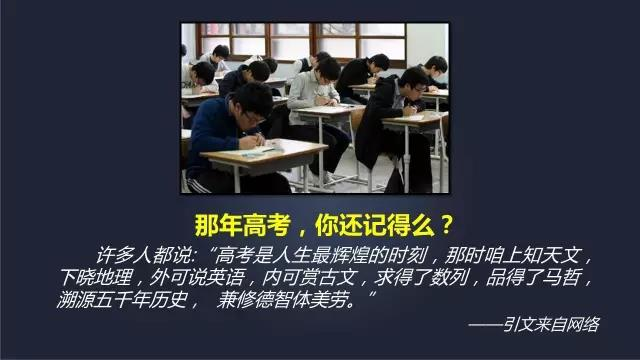 那年高考，你还记得么？
许多人都说:“高考是人生最辉煌的时刻，那时咱上知天文，
下晓地理，外可说英语，内可赏古文，求得了数列，品得了马哲，
溯源五千年历史， 兼修德智体美劳。”
——引文来自网络